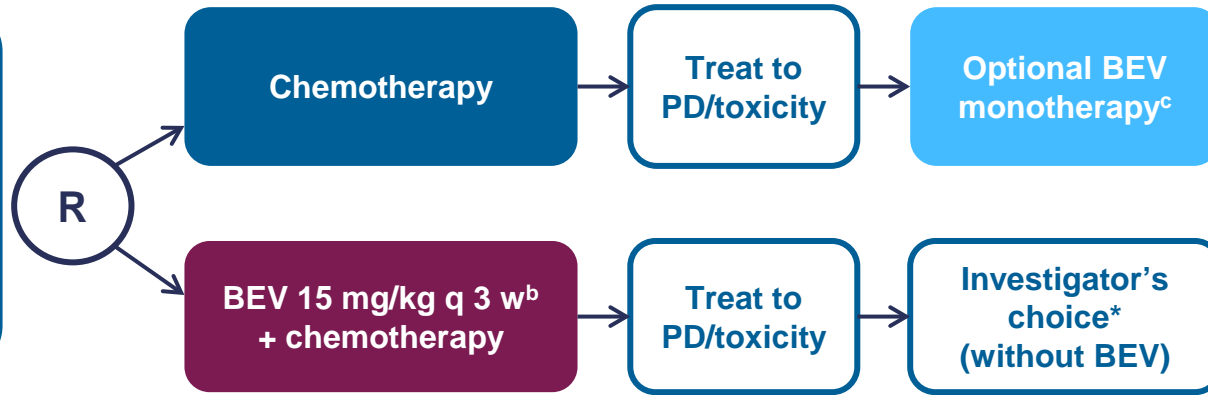 Chemotherapy
Treat to
PD/toxicity
Optional BEV
monotherapyᶜ
R
BEV 15 mg/kg q 3 wᵇ
+ chemotherapy
Treat to
PD/toxicity
Investigator’s
choice*
(without BEV)